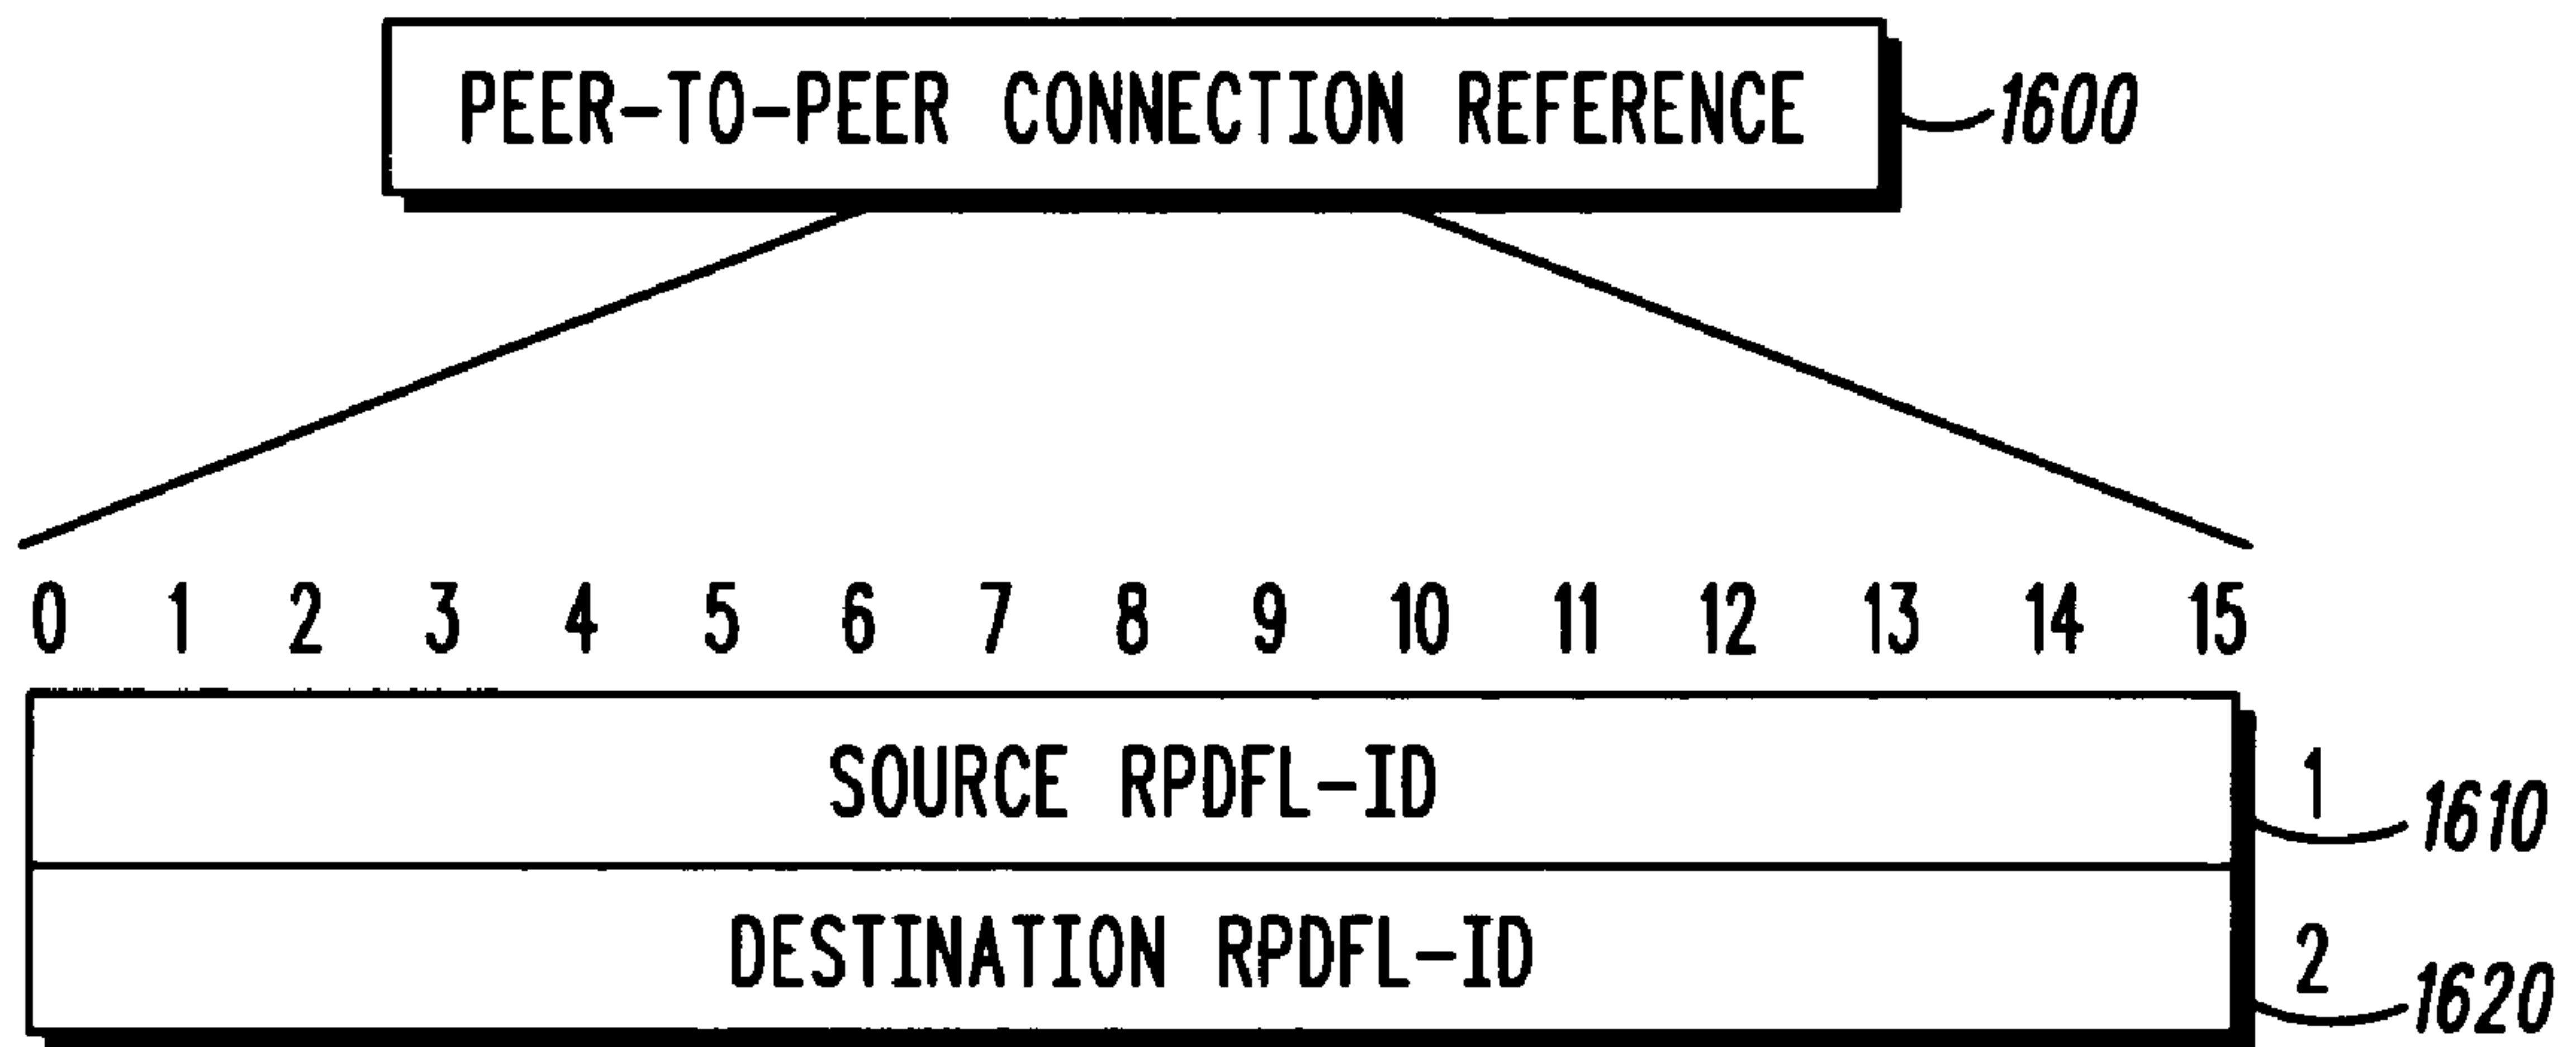 PEER-TO-PEER CONNECTION REFERENCE 1600
0 1 2 3 4 5 6 7 8 9 10 11 12 13 14 15
SOURCE RPDFL-ID 1 1610
DESTINATION RPDFL-ID 2 1620